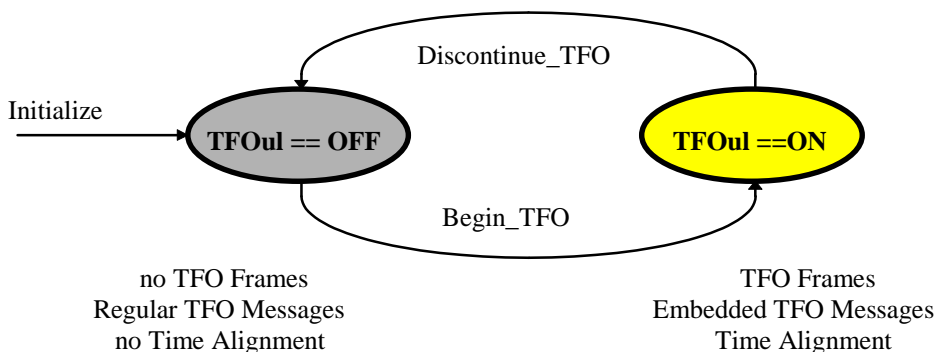 Discontinue_TFO
Initialize
TFOul == OFF
TFOul ==ON
Begin_TFO
no TFO Frames
Regular TFO Messages
no Time Alignment
TFO Frames
Embedded TFO Messages
Time Alignment